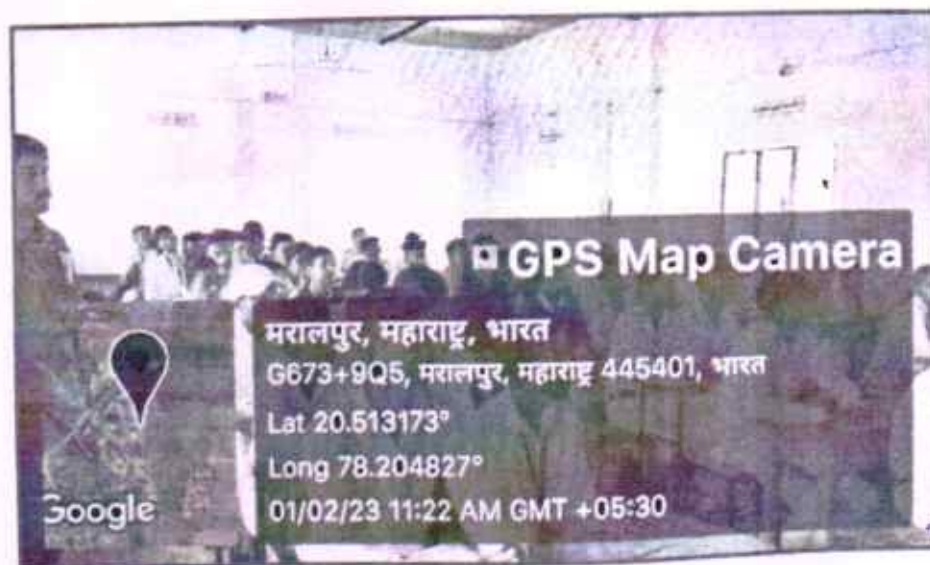 GPS Map Camera
मरालपुर, महाराष्ट्र, भारत
G673+9Q5, मरालपुर, महाराष्ट्र 445401, भारत
Lat 20.513173°
Long 78.204827°
01/02/23 11:22 AM GMT +05:30
Google